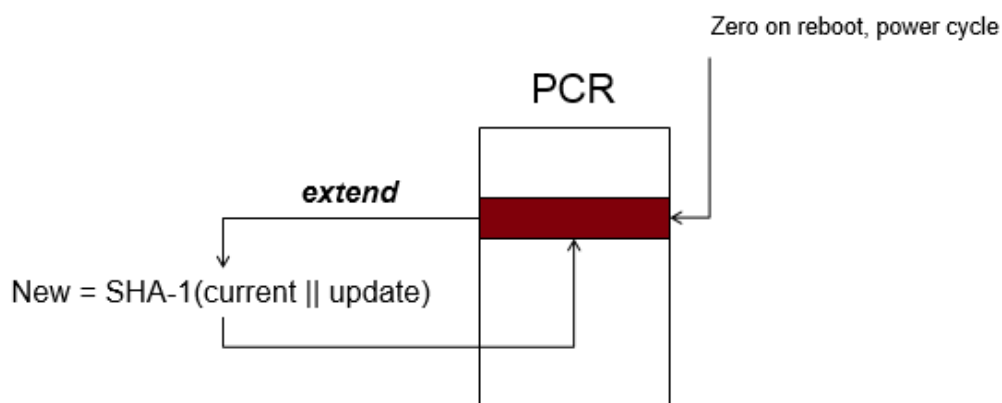 Zero on reboot, power cycle
PCR
extend
New = SHA-1(current || update)